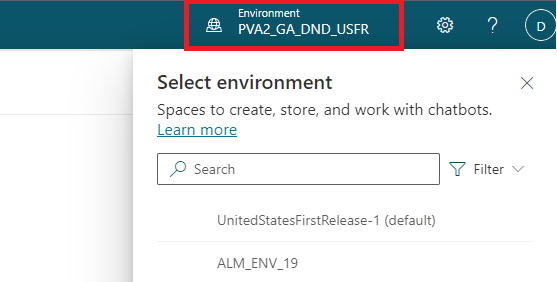 Environment
PVA2_GA_DND_USFR
?
D
Select environment
Spaces to create, store, and work with chatbots.
Learn more
Search
Filter
UnitedStatesFirstRelease-1 (default)
ALM_ENV_19